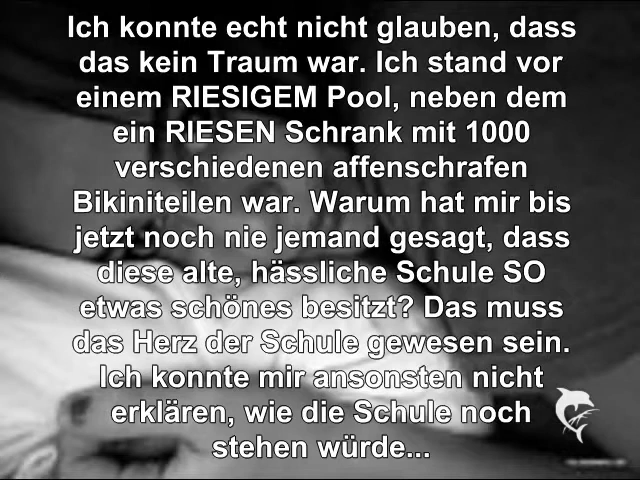 Ich konnte echt nicht glauben, dass
das kein Traum war. Ich stand vor
einem RIESIGEM Pool, neben dem
ein RIESEN Schrank mit 1000
verschiedenen affenschrafen
Bikiniteilen war. Warum hat mir bis
jetzt noch nie jemand gesagt, dass
diese alte, hässliche Schule SO
etwas schönes besitzt? Das muss
das Herz der Schule gewesen sein.
Ich konnte mir ansonsten nicht
erklären, wie die Schule noch
stehen würde...